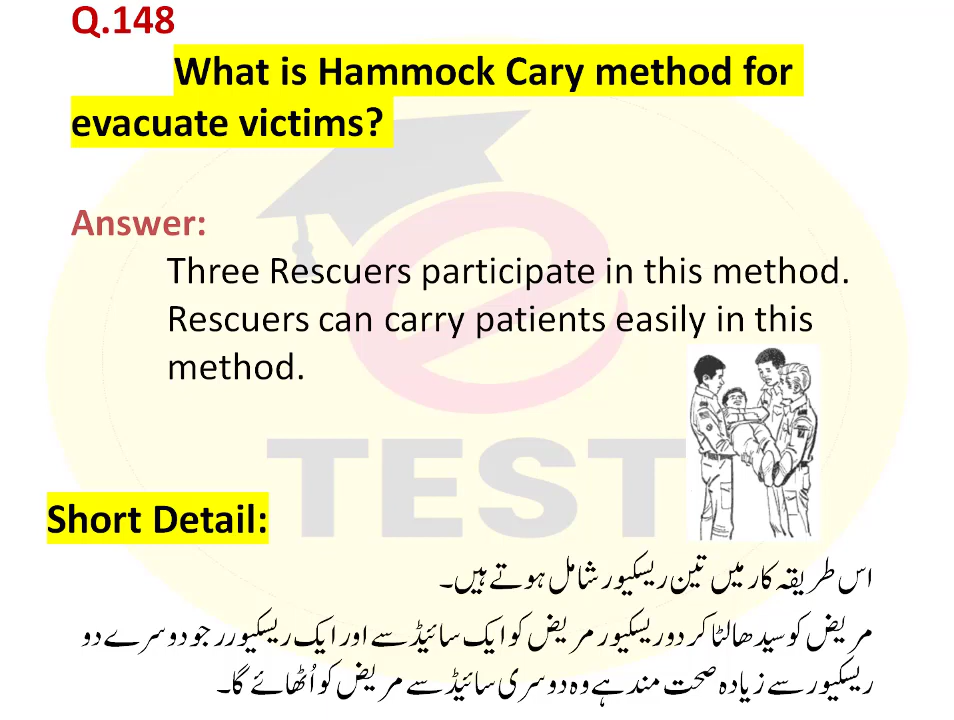 Q.148
What is Hammock Cary method for
evacuate victims?
Answer:
Three Rescuers participate in this method.
Rescuers can carry patients easily in this
method.
e
TEST
Short Detail:
اس طریقہ کار میں تین ریسکیور شامل ہوتے ہیں۔
مریض کو سیدھا لٹا کر دو ریسکیور مریض کو ایک سائیڈ سے اور ایک ریسکیورر جو دوسرے دو
ریسکیور سے زیادہ صحت مند ہے وہ دوسری سائیڈ سے مریض کو اُٹھائے گا۔